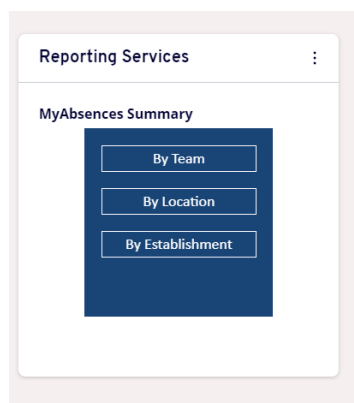 Reporting Services
MyAbsences Summary
By Team
By Location
By Establishment